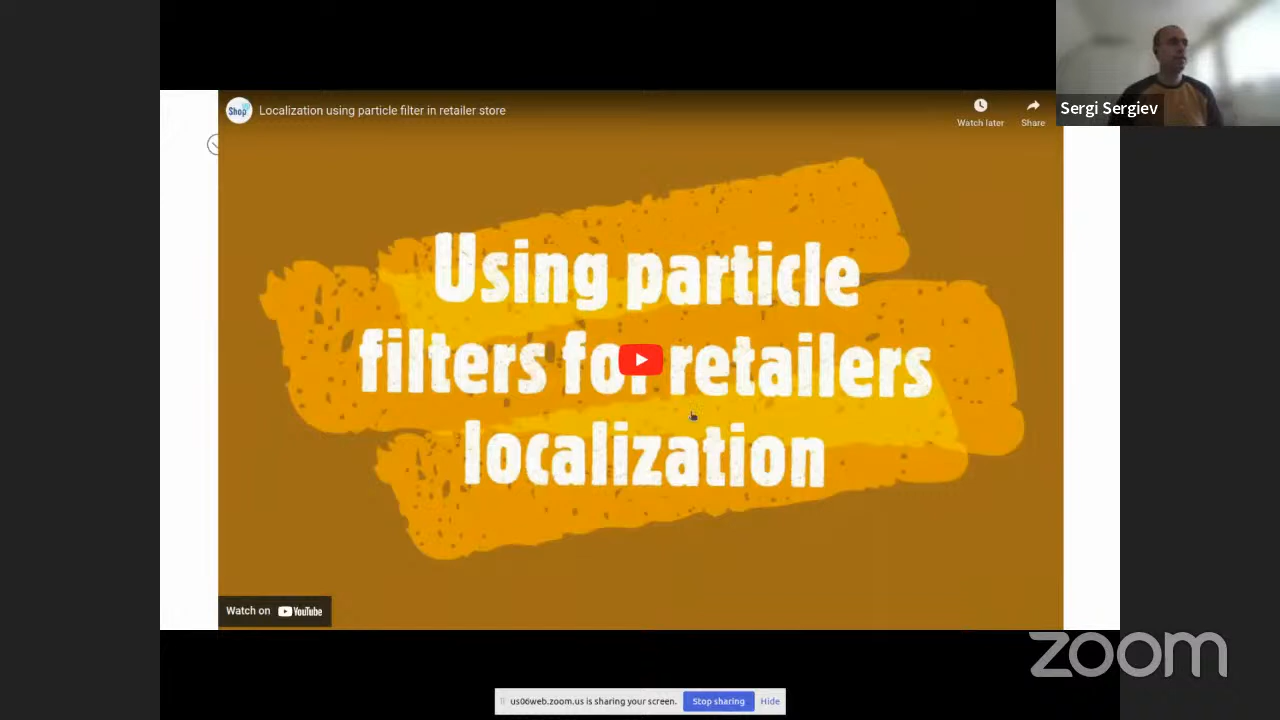 Shop
Localization using particle filter in retailer store
Watch later
Share
Sergi Sergiev
Using particle
filters for retailers
localization
Watch on YouTube
zoom
us06web.zoom.us is sharing your screen.
Stop sharing
Hide